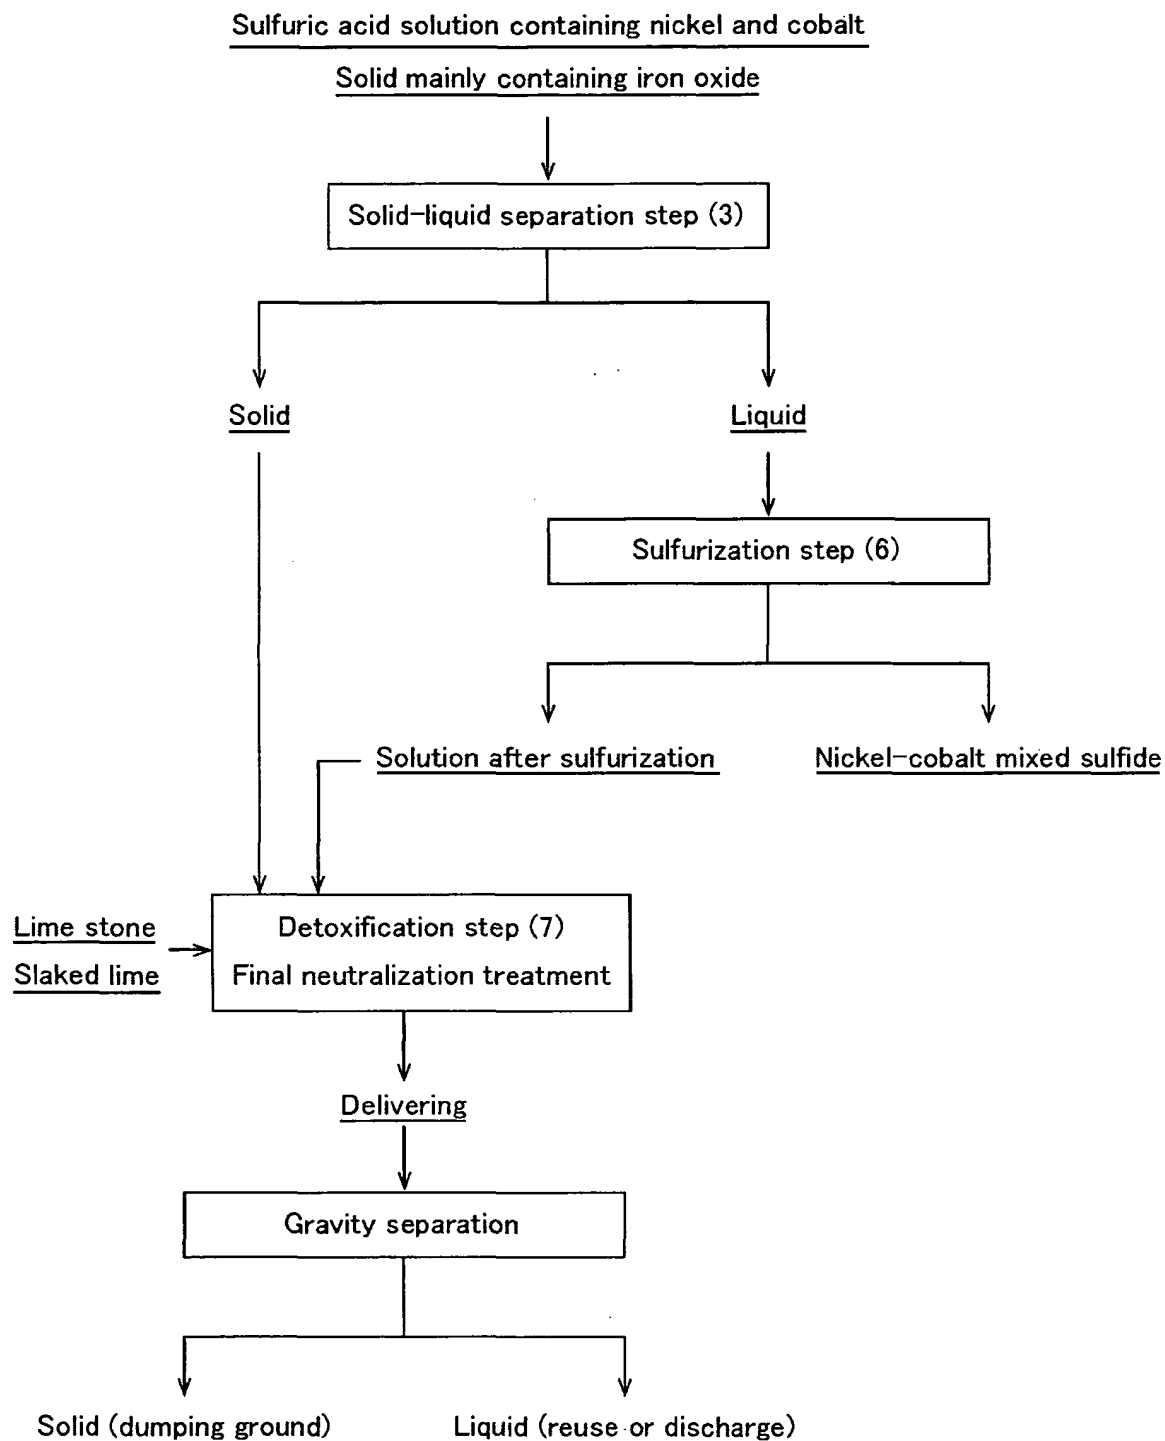 Sulfuric acid solution containing nickel and cobalt
Solid mainly containing iron oxide
Solid-liquid separation step (3)
Solid
Liquid
Sulfurization step (6)
Solution after sulfurization
Nickel-cobalt mixed sulfide
Lime stone
Slaked lime
Detoxification step (7)
Final neutralization treatment
Delivering
Gravity separation
Solid (dumping ground)
Liquid (reuse or discharge)